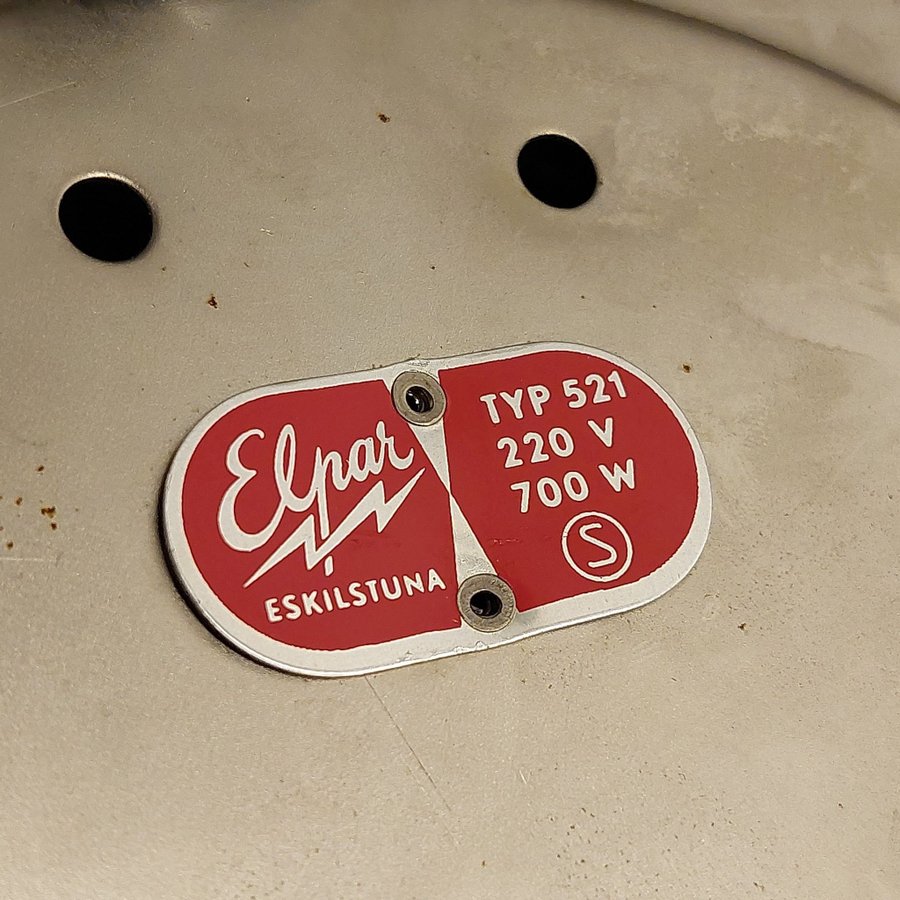 Elpar
ESKILSTUNA
TYP 521
220 V
700 W
S